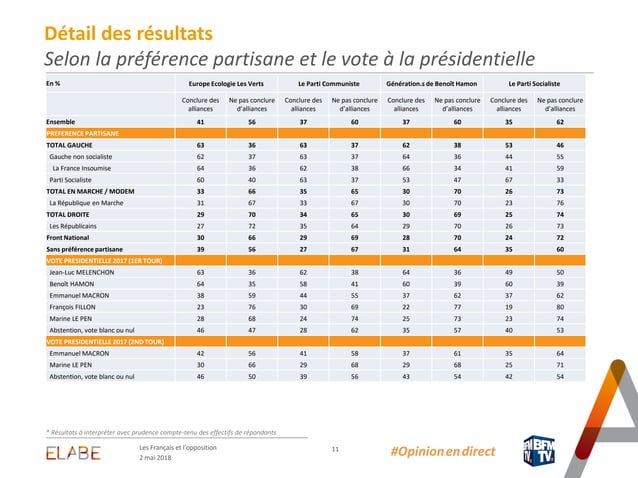 Détail des résultats
Selon la préférence partisane et le vote à la présidentielle
En % Europe Ecologie Les Verts Le Parti Communiste Génération.s de Benoît Hamon Le Parti Socialiste
Conclure des alliances Ne pas conclure d'alliances Conclure des alliances Ne pas conclure d'alliances Conclure des alliances Ne pas conclure d'alliances Conclure des alliances Ne pas conclure d'alliances
Ensemble 41 56 37 60 37 60 35 62
PREFERENCE PARTISANE
TOTAL GAUCHE 63 36 63 37 62 38 53 46
Gauche non socialiste 62 37 63 37 64 36 44 55
La France Insoumise 64 36 62 38 66 34 41 59
Parti Socialiste 60 40 63 37 53 47 67 33
TOTAL EN MARCHE / MODEM 33 66 35 65 30 70 26 73
La République en Marche 31 67 33 67 30 70 23 76
TOTAL DROITE 29 70 34 65 30 69 25 74
Les Républicains 27 72 35 64 29 70 26 73
Front National 30 66 29 69 28 70 24 72
Sans préférence partisane 39 56 27 67 31 64 35 60
VOTE PRESIDENTIELLE 2017 (1ER TOUR)
Jean-Luc MELENCHON 63 36 62 38 64 36 49 50
Benoît HAMON 64 35 58 41 60 39 60 39
Emmanuel MACRON 38 59 44 55 37 62 37 62
François FILLON 23 76 30 69 22 77 19 80
Marine LE PEN 28 68 24 74 25 73 23 74
Abstention, vote blanc ou nul 46 47 28 62 35 57 40 53
VOTE PRESIDENTIELLE 2017 (2ND TOUR)
Emmanuel MACRON 42 56 41 58 37 61 35 64
Marine LE PEN 30 66 29 68 29 68 25 71
Abstention, vote blanc ou nul 46 50 39 56 43 54 42 54
* Résultats à interpréter avec prudence compte-tenu des effectifs de répondants
ELABE
Les Français et l'opposition
2 mai 2018
11
#Opinionendirect
BFM
TV.